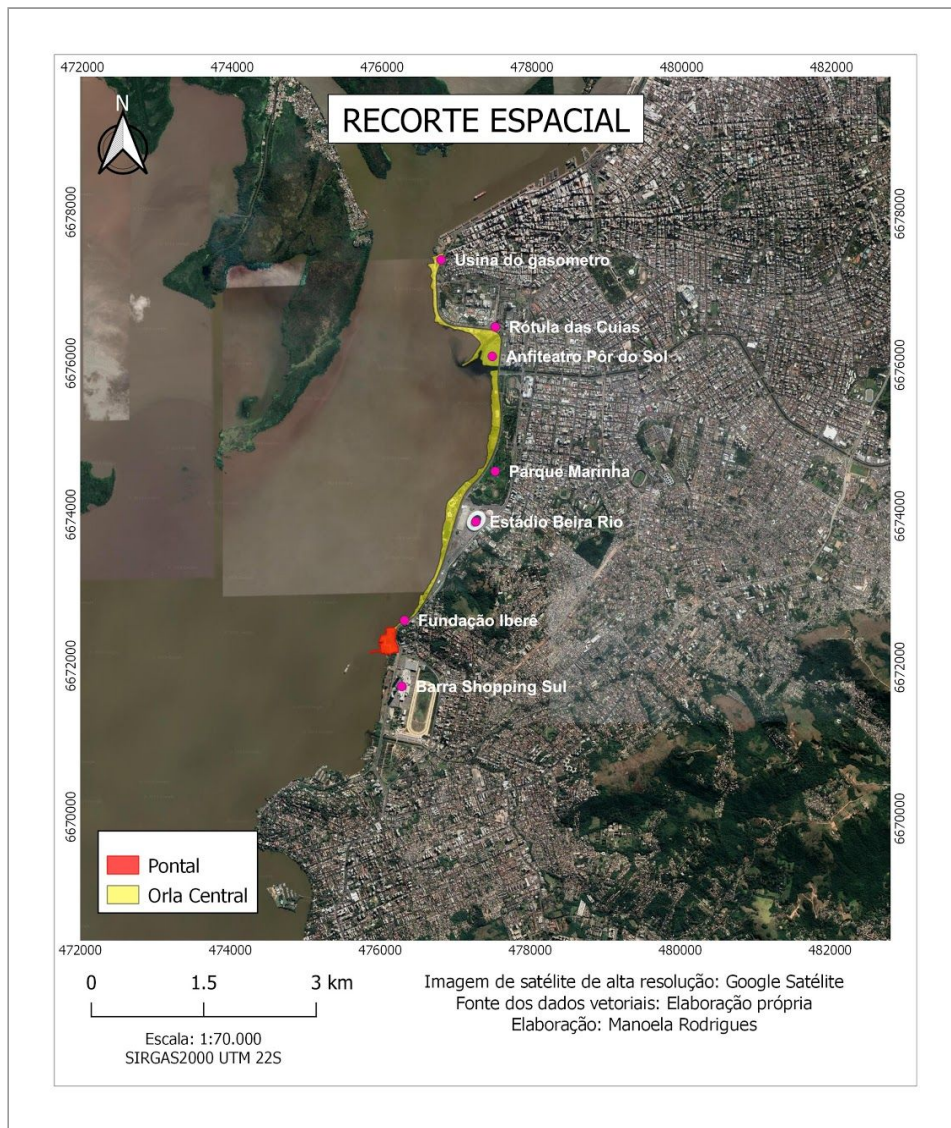 472000 474000 476000 478000 480000 482000
N
RECORTE ESPACIAL
6678000 6678000
Usina do gasometro
Rótula das Cuias
Anfiteatro Pôr do Sol
6676000 6676000
Parque Marinha
6674000 6674000
Estádio Beira Rio
Fundação Iberê
6672000 6672000
Barra Shopping Sul
6670000 6670000
Pontal
Orla Central
472000 474000 476000 478000 480000 482000
0 1.5 3 km
Escala: 1:70.000
SIRGAS2000 UTM 22S
Imagem de satélite de alta resolução: Google Satélite
Fonte dos dados vetoriais: Elaboração própria
Elaboração: Manoela Rodrigues